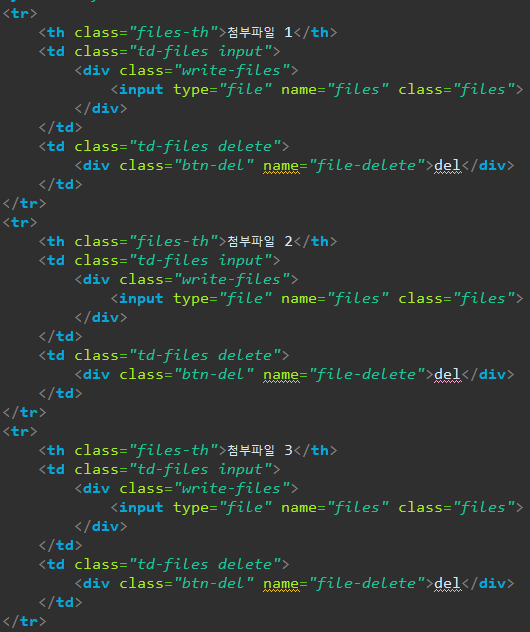 <tr>
    <th class="files-th">첨부파일 1</th>
    <td class="td-files input">
        <div class="write-files">
            <input type="file" name="files" class="files">
        </div>
    </td>
    <td class="td-files delete">
        <div class="btn-del" name="file-delete">del</div>
    </td>
</tr>
<tr>
    <th class="files-th">첨부파일 2</th>
    <td class="td-files input">
        <div class="write-files">
            <input type="file" name="files" class="files">
        </div>
    </td>
    <td class="td-files delete">
        <div class="btn-del" name="file-delete">del</div>
    </td>
</tr>
<tr>
    <th class="files-th">첨부파일 3</th>
    <td class="td-files input">
        <div class="write-files">
            <input type="file" name="files" class="files">
        </div>
    </td>
    <td class="td-files delete">
        <div class="btn-del" name="file-delete">del</div>
    </td>
</tr>